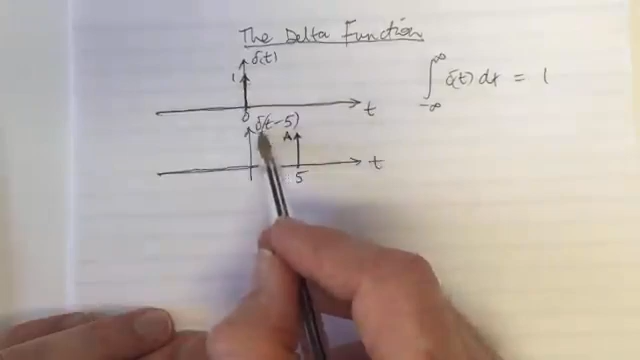 The Delta Function
δ(t)
1
0
t
∫_{-∞}^{∞} δ(t) dt = 1
δ(t-5)
A
5
t